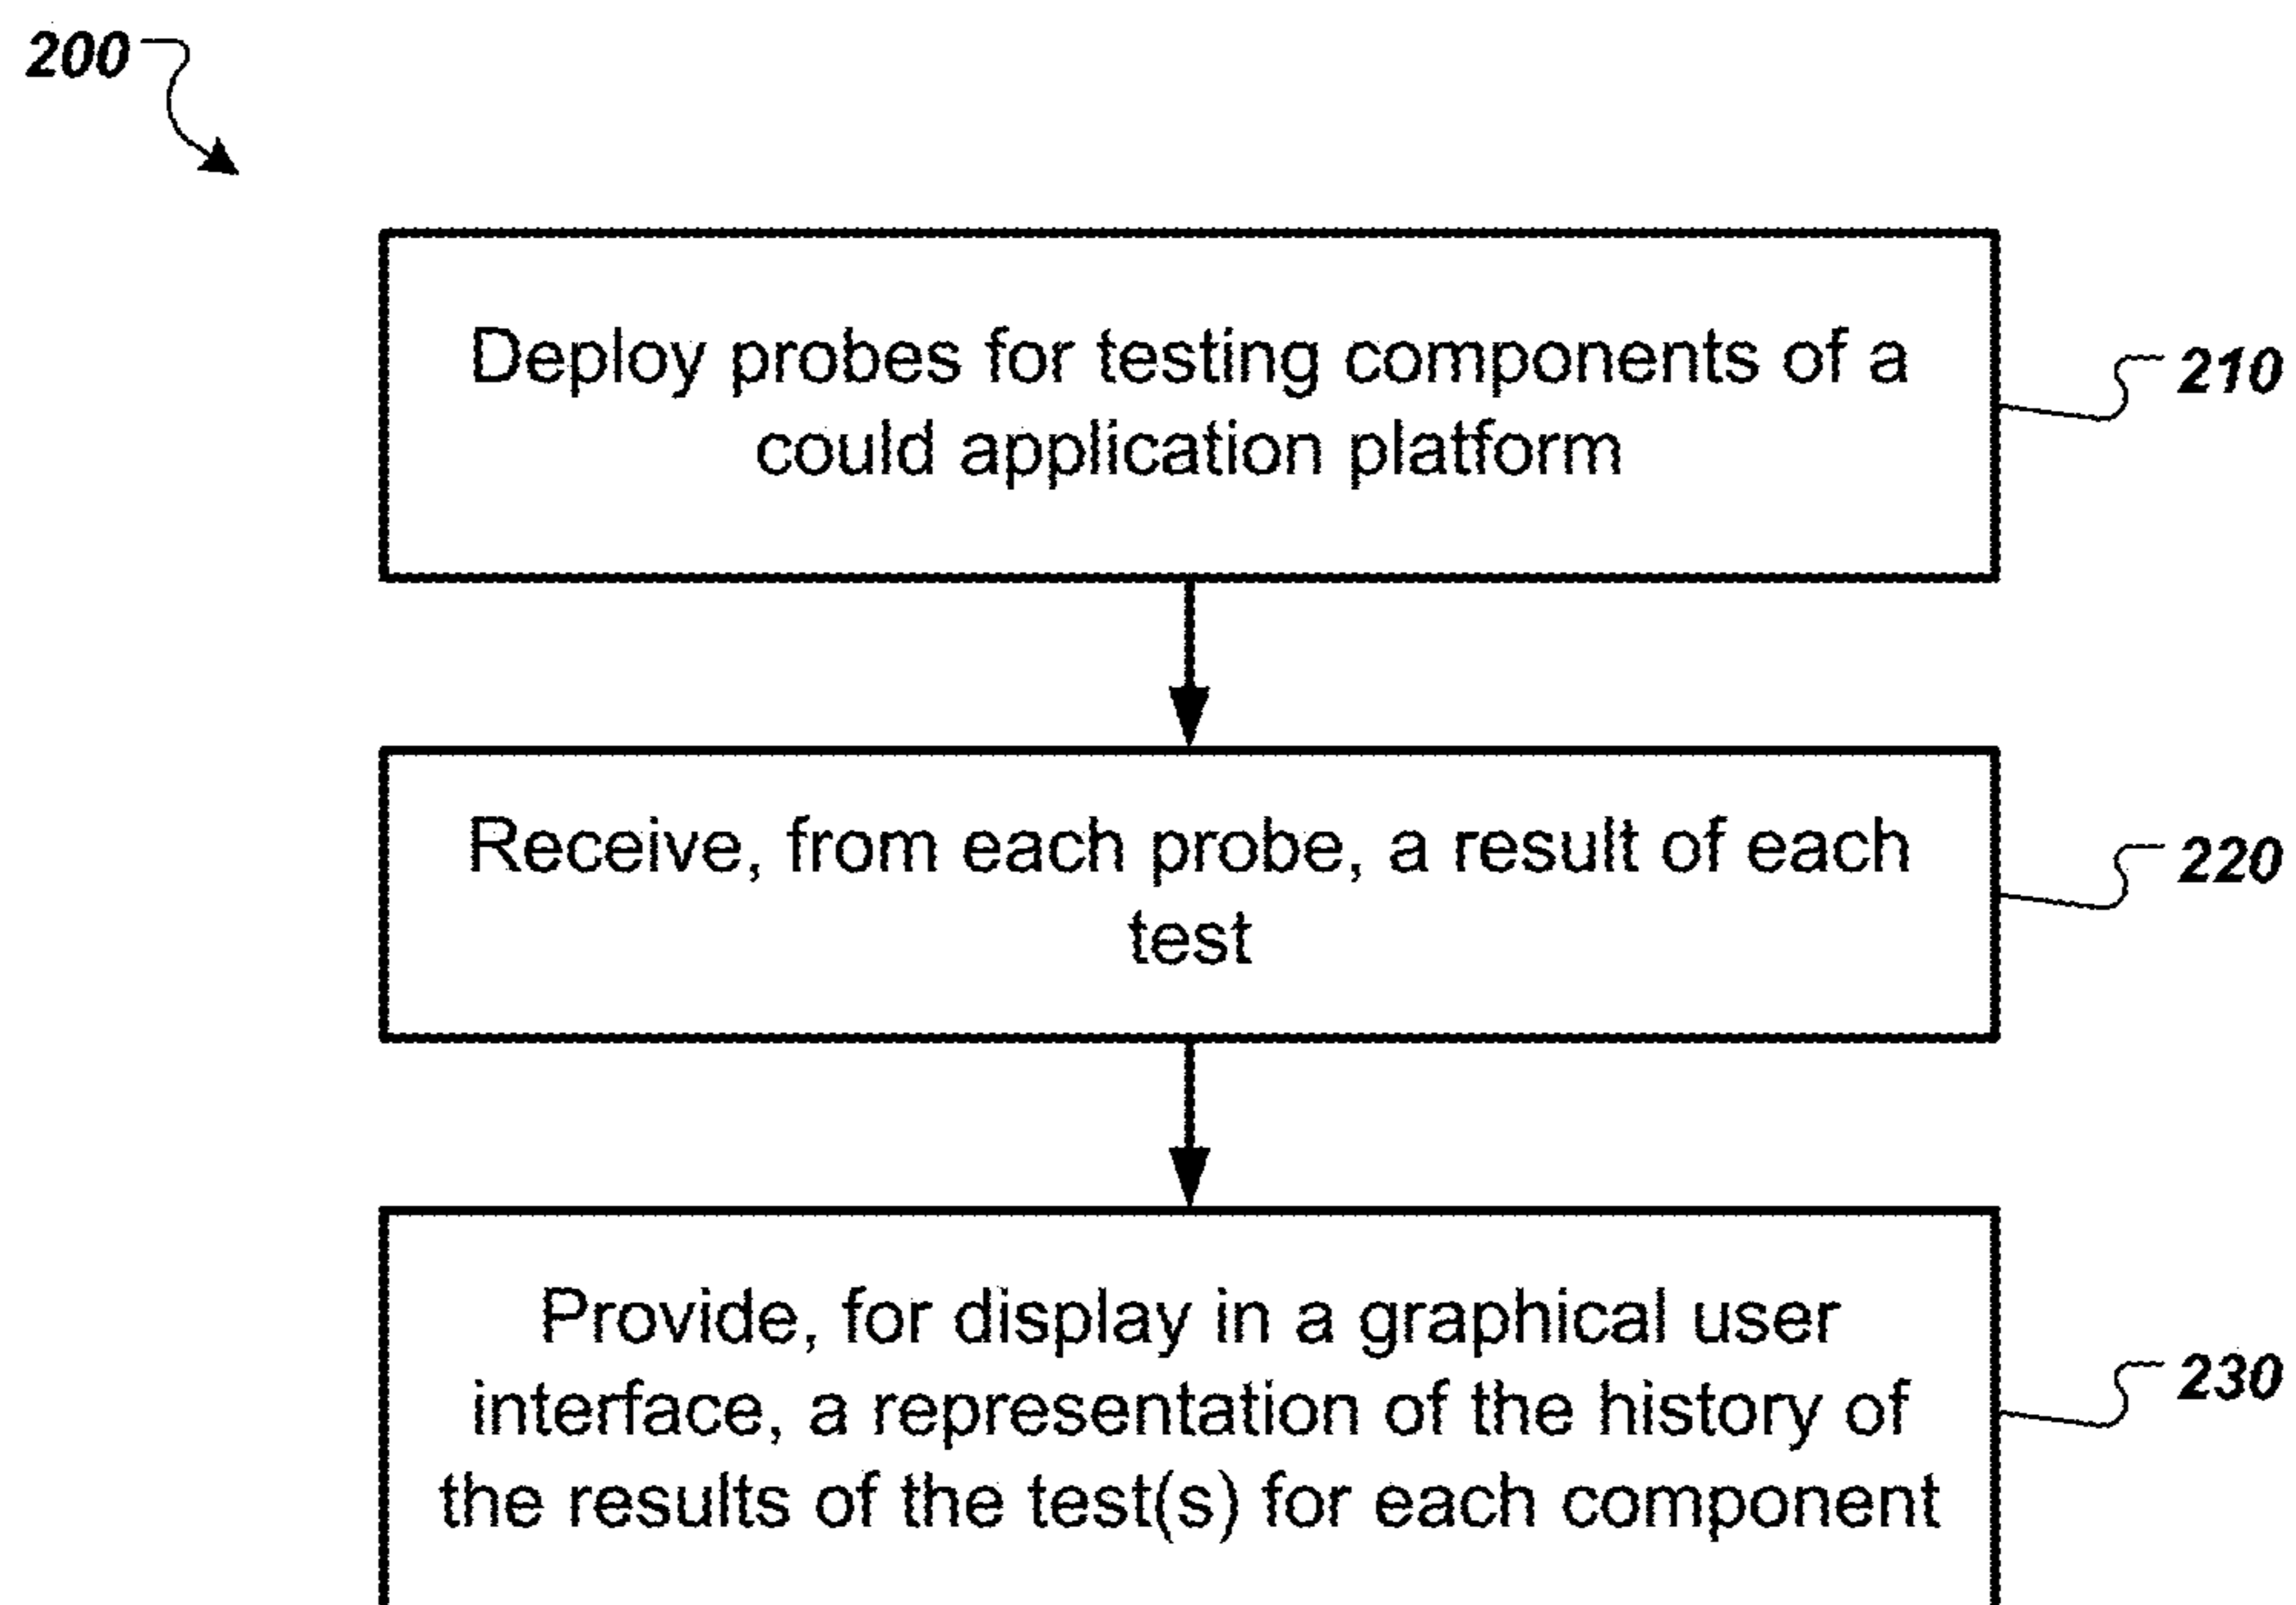 200
Deploy probes for testing components of a
could application platform
210
Receive, from each probe, a result of each
test
220
Provide, for display in a graphical user
interface, a representation of the history of
the results of the test(s) for each component
230